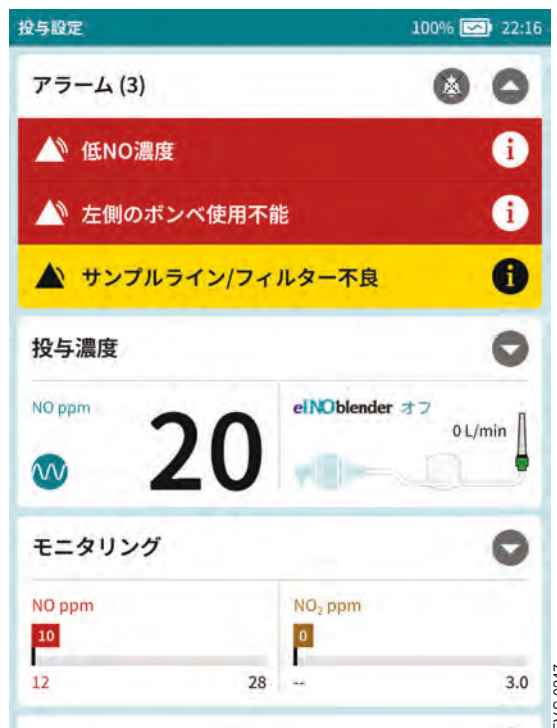 投与設定 100% 22:16
アラーム (3)
低NO濃度 i
左側のボンベ使用不能 i
サンプルライン/フィルター不良 i
投与濃度
NO ppm
20
eINOblender オフ
0 L/min
モニタリング
NO ppm
10
12 28
NO₂ ppm
0
-- 3.0